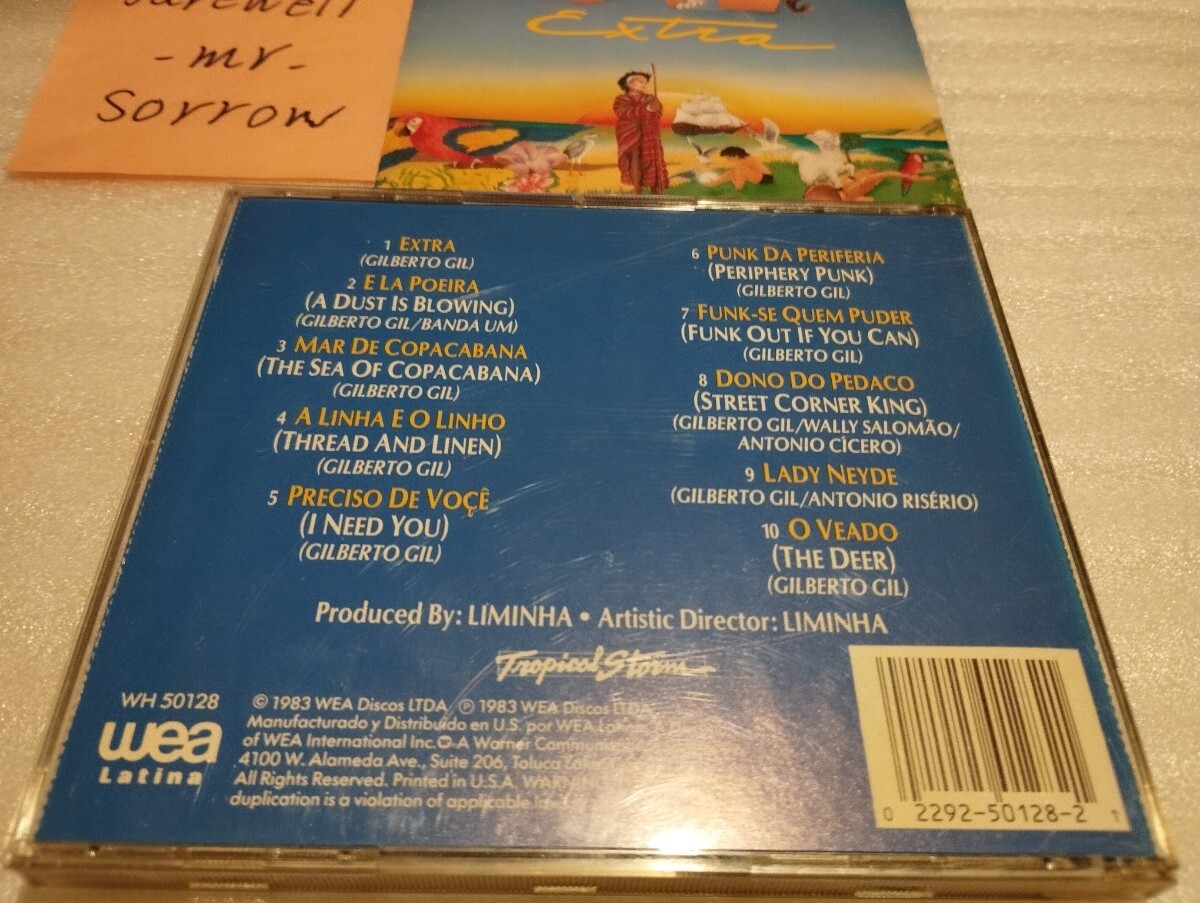 farewell
-mr-
sorrow
Extra
1 EXTRA
(GILBERTO GIL)
2 E LA POEIRA
(A DUST IS BLOWING)
(GILBERTO GIL/BANDA UM)
3 MAR DE COPACABANA
(THE SEA OF COPACABANA)
(GILBERTO GIL)
4 A LINHA E O LINHO
(THREAD AND LINEN)
(GILBERTO GIL)
5 PRECISO DE VOÇÊ
(I NEED YOU)
(GILBERTO GIL)
6 PUNK DA PERIFERIA
(PERIPHERY PUNK)
(GILBERTO GIL)
7 FUNK-SE QUEM PUDER
(FUNK OUT IF YOU CAN)
(GILBERTO GIL)
8 DONO DO PEDACO
(STREET CORNER KING)
(GILBERTO GIL/WALLY SALOMÃO/
ANTONIO CÍCERO)
9 LADY NEYDE
(GILBERTO GIL/ANTONIO RISÉRIO)
10 O VEADO
(THE DEER)
(GILBERTO GIL)
Produced By: LIMINHA • Artistic Director: LIMINHA
Tropical Storm
WH 50128
wea
Latina
© 1983 WEA Discos LTDA ℗ 1983 WEA Discos LTDA
Manufacturado y Distribuído en U.S. por WEA
of WEA International Inc. A Warner
4100 W. Alameda Ave., Suite 206, Toluca
All Rights Reserved. Printed in U.S.A.
duplication is a violation of applicable
0 2292-50128-2 1